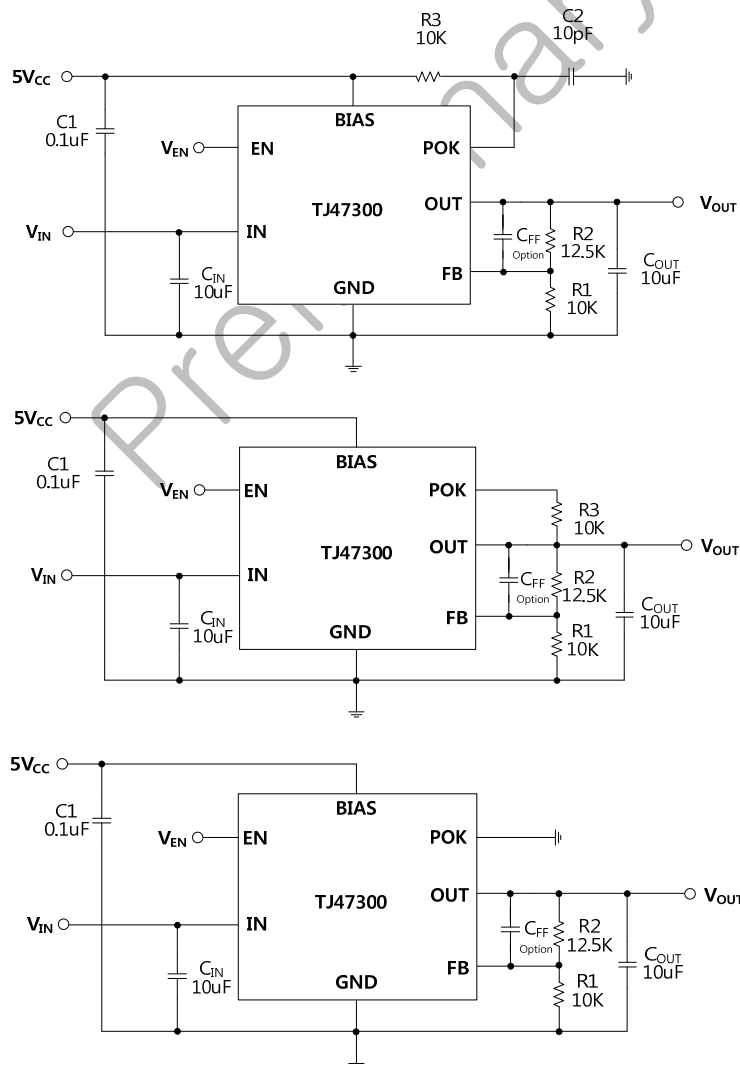 R3
10K
C2
10pF
5VCC
C1
0.1uF
BIAS
VEN
EN
POK
TJ47300
OUT
VOUT
VIN
IN
CFF
Option
R2
12.5K
CIN
10uF
FB
COUT
10uF
GND
R1
10K
5VCC
C1
0.1uF
BIAS
VEN
EN
POK
R3
10K
TJ47300
OUT
VOUT
VIN
IN
CFF
Option
R2
12.5K
CIN
10uF
FB
COUT
10uF
GND
R1
10K
5VCC
C1
0.1uF
BIAS
VEN
EN
POK
TJ47300
OUT
VOUT
VIN
IN
CFF
Option
R2
12.5K
CIN
10uF
FB
COUT
10uF
GND
R1
10K